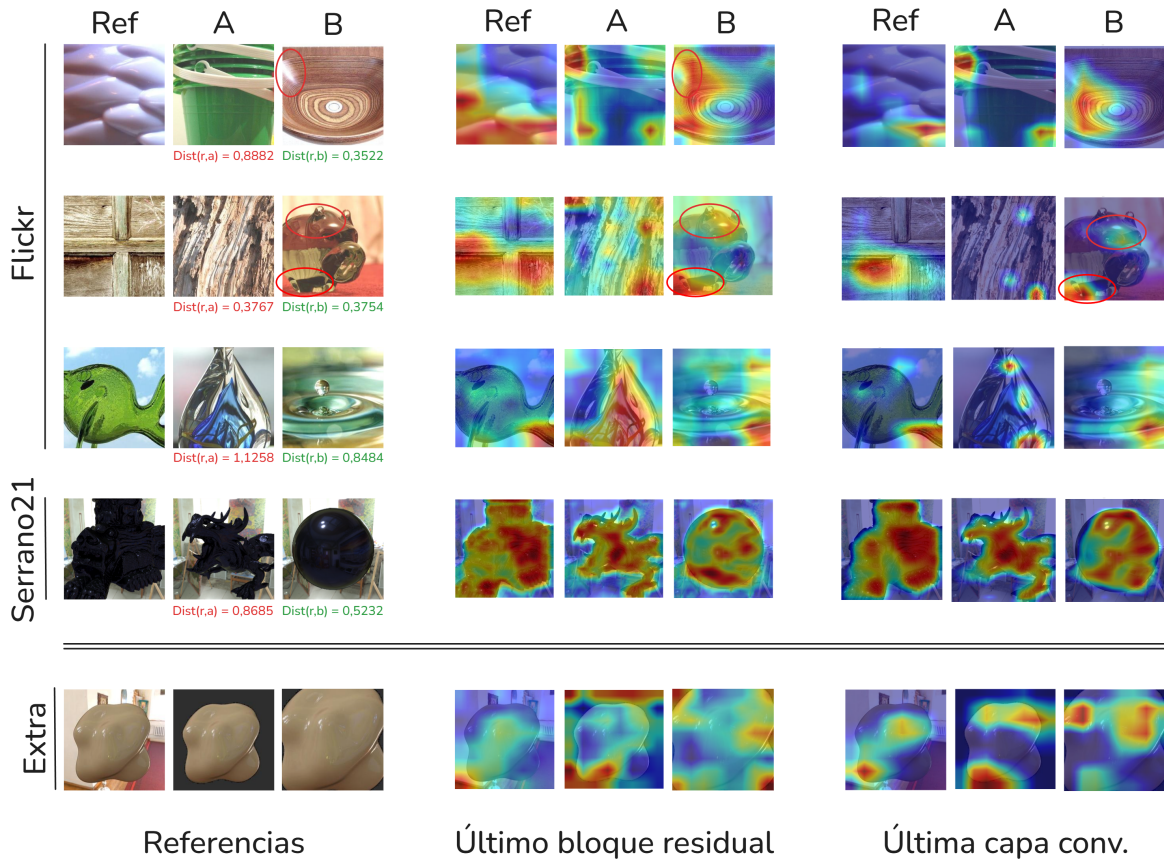 Ref A B Ref A B Ref A B
Flickr
Dist(r,a) = 0,8882 Dist(r,b) = 0,3522
Dist(r,a) = 0,3767 Dist(r,b) = 0,3754
Dist(r,a) = 1,1258 Dist(r,b) = 0,8484
Serrano21
Dist(r,a) = 0,8685 Dist(r,b) = 0,5232
Extra
Referencias Último bloque residual Última capa conv.